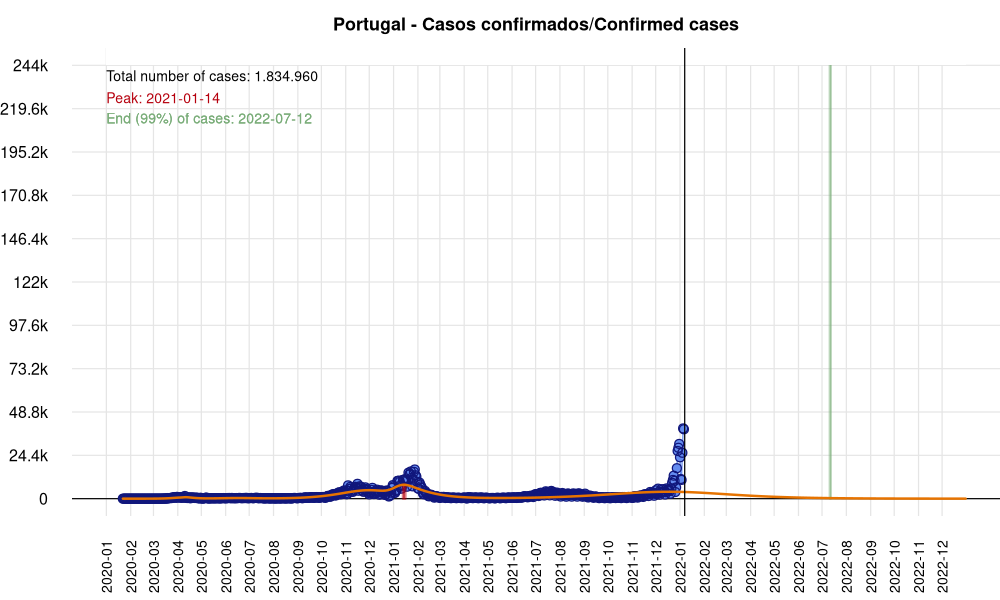 Portugal - Casos confirmados/Confirmed cases
244k
Total number of cases: 1.834.960
Peak: 2021-01-14
219.6k
End (99%) of cases: 2022-07-12
195.2k
170.8k
146.4k
122k
97.6k
73.2k
48.8k
24.4k
0
2020-01
2020-02
2020-03
2020-04
2020-05
2020-06
2020-07
2020-08
2020-09
2020-10
2020-11
2020-12
2021-01
2021-02
2021-03
2021-04
2021-05
2021-06
2021-07
2021-08
2021-09
2021-10
2021-11
2021-12
2022-01
2022-02
2022-03
2022-04
2022-05
2022-06
2022-07
2022-08
2022-09
2022-10
2022-11
2022-12